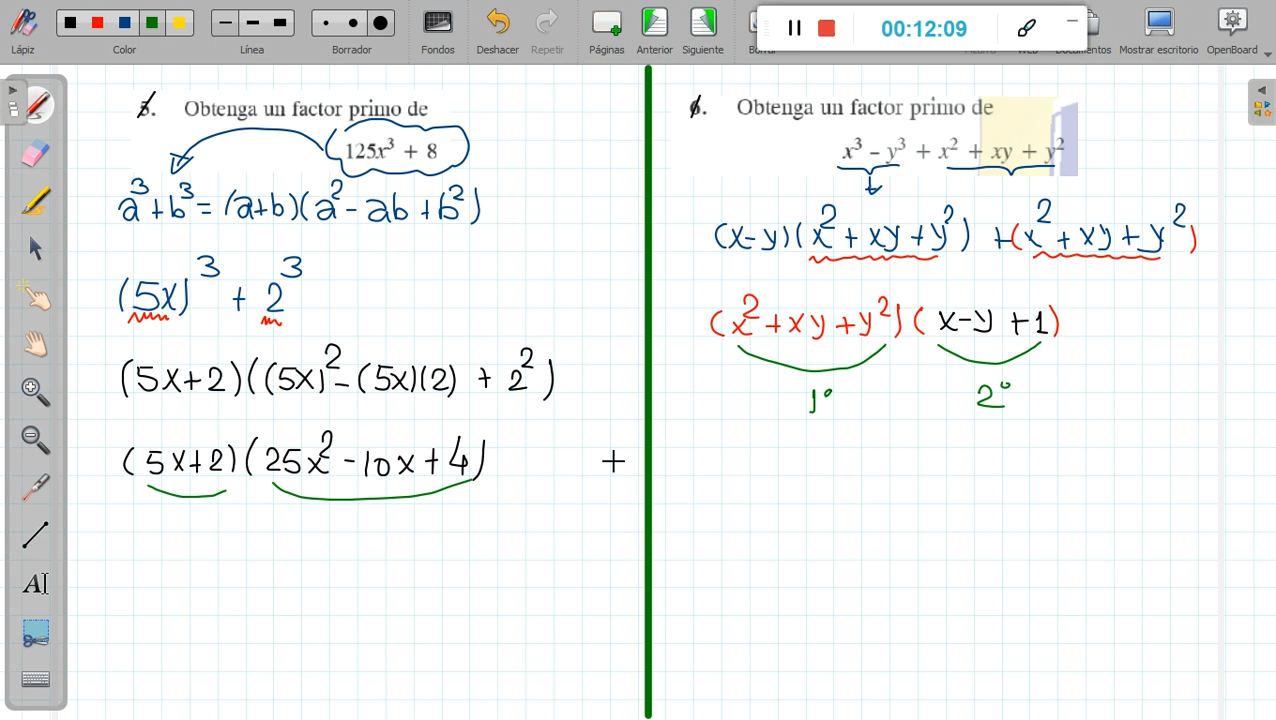 Lápiz Color Línea Borrador Fondos Deshacer Repetir Páginas Anterior Siguiente Borrar Documentos Mostrar escritorio OpenBoard
00:12:09
5. Obtenga un factor primo de
125x³ + 8
a³ + b³ = (a+b)(a² - ab + b²)
(5x)³ + 2³
(5x+2)((5x)² - (5x)(2) + 2²)
(5x+2)(25x² - 10x + 4)
+
6. Obtenga un factor primo de
x³ - y³ + x² + xy + y²
(x-y)(x² + xy + y²) + (x² + xy + y²)
(x² + xy + y²)(x - y + 1)
1° 2°
AI